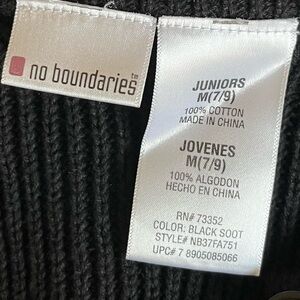 no boundaries™
JUNIORS
M(7/9)
100% COTTON
MADE IN CHINA
JOVENES
M(7/9)
100% ALGODON
HECHO EN CHINA
RN# 73352
COLOR: BLACK SOOT
STYLE# NB37FA751
UPC# 7 8905085066